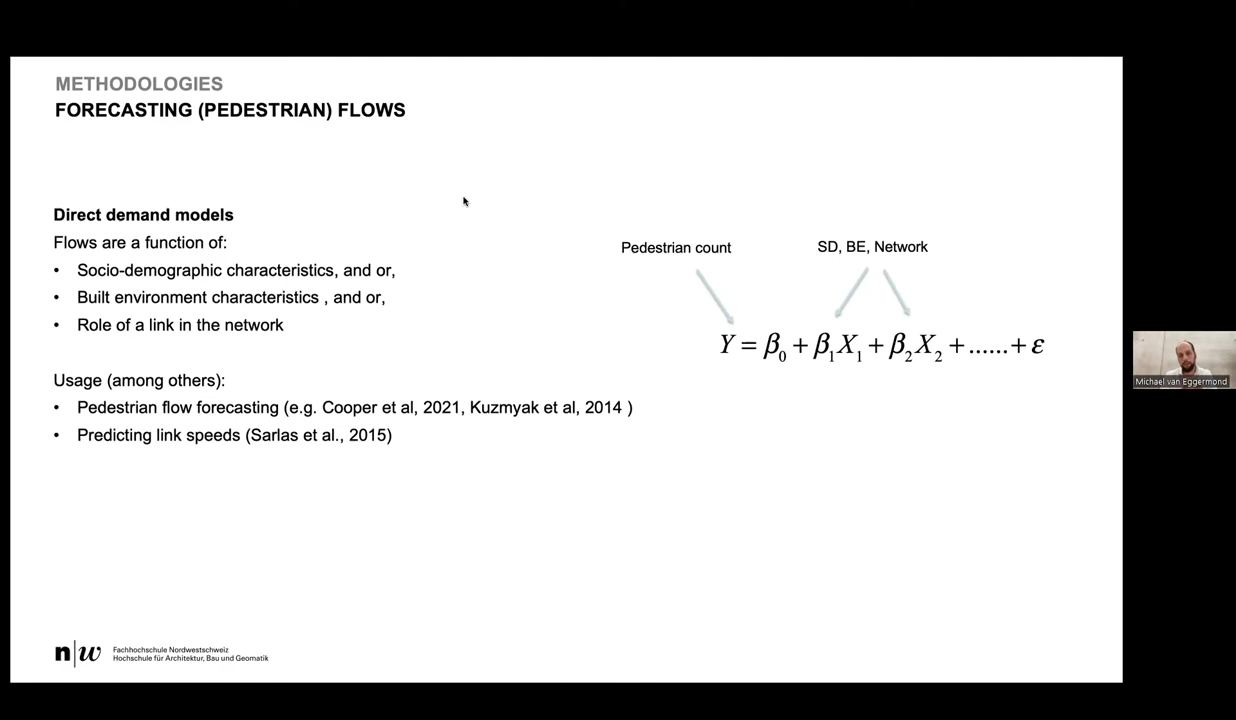 METHODOLOGIES
FORECASTING (PEDESTRIAN) FLOWS
Direct demand models
Flows are a function of:
• Socio-demographic characteristics, and or,
• Built environment characteristics , and or,
• Role of a link in the network
Usage (among others):
• Pedestrian flow forecasting (e.g. Cooper et al, 2021, Kuzmyak et al, 2014 )
• Predicting link speeds (Sarlas et al., 2015)
Pedestrian count
SD, BE, Network
Y = β₀ + β₁X₁ + β₂X₂ + ...... + ε
Michael van Eggermond
n|w
Fachhochschule Nordwestschweiz
Hochschule für Architektur, Bau und Geomatik